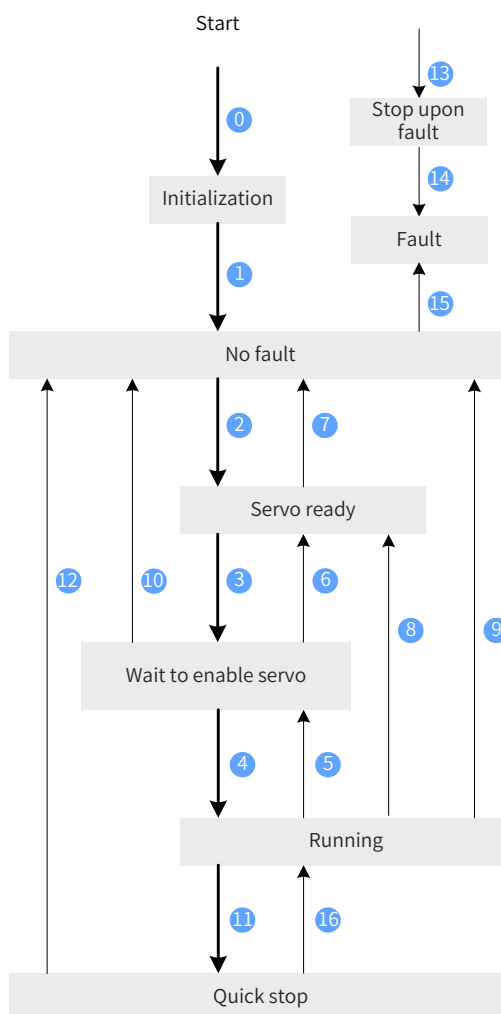 Start
13
Stop upon
fault
0
14
Initialization
Fault
1
15
No fault
2
7
Servo ready
12
10
3
6
8
9
Wait to enable servo
4
5
Running
11
16
Quick stop